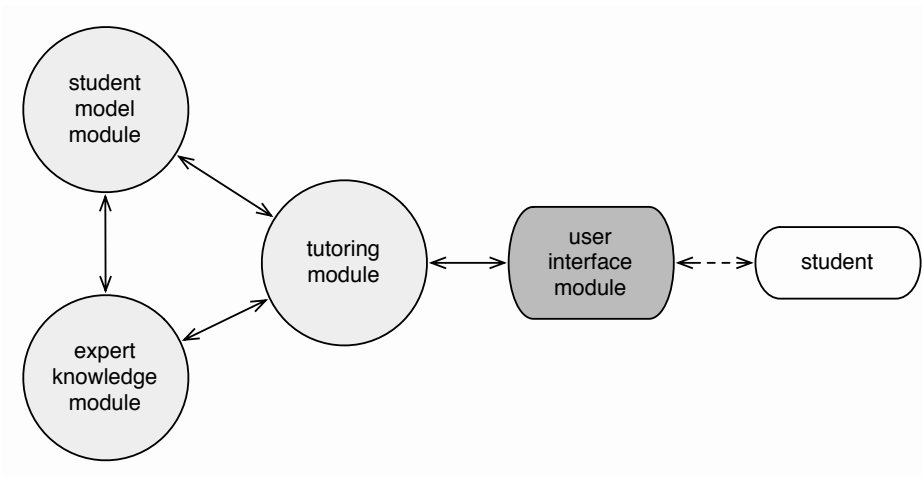 student
model
module
tutoring
module
user
interface
module
student
expert
knowledge
module